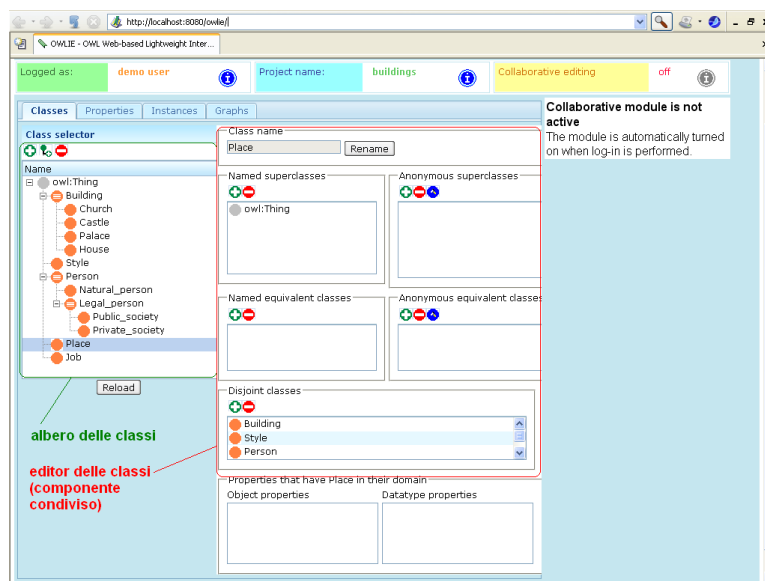 http://localhost:8080/owlie/
OWLIE - OWL Web-based Lightweight Inter...
Logged as: demo user Project name: buildings Collaborative editing off
Classes Properties Instances Graphs
Collaborative module is not
active
The module is automatically turned
on when log-in is performed.
Class selector
Name
owl:Thing
Building
Church
Castle
Palace
House
Style
Person
Natural_person
Legal_person
Public_society
Private_society
Place
Job
Reload
albero delle classi
editor delle classi
(componente
condiviso)
Class name
Place Rename
Named superclasses Anonymous superclasses
owl:Thing
Named equivalent classes Anonymous equivalent classes
Disjoint classes
Building
Style
Person
Properties that have Place in their domain
Object properties Datatype properties